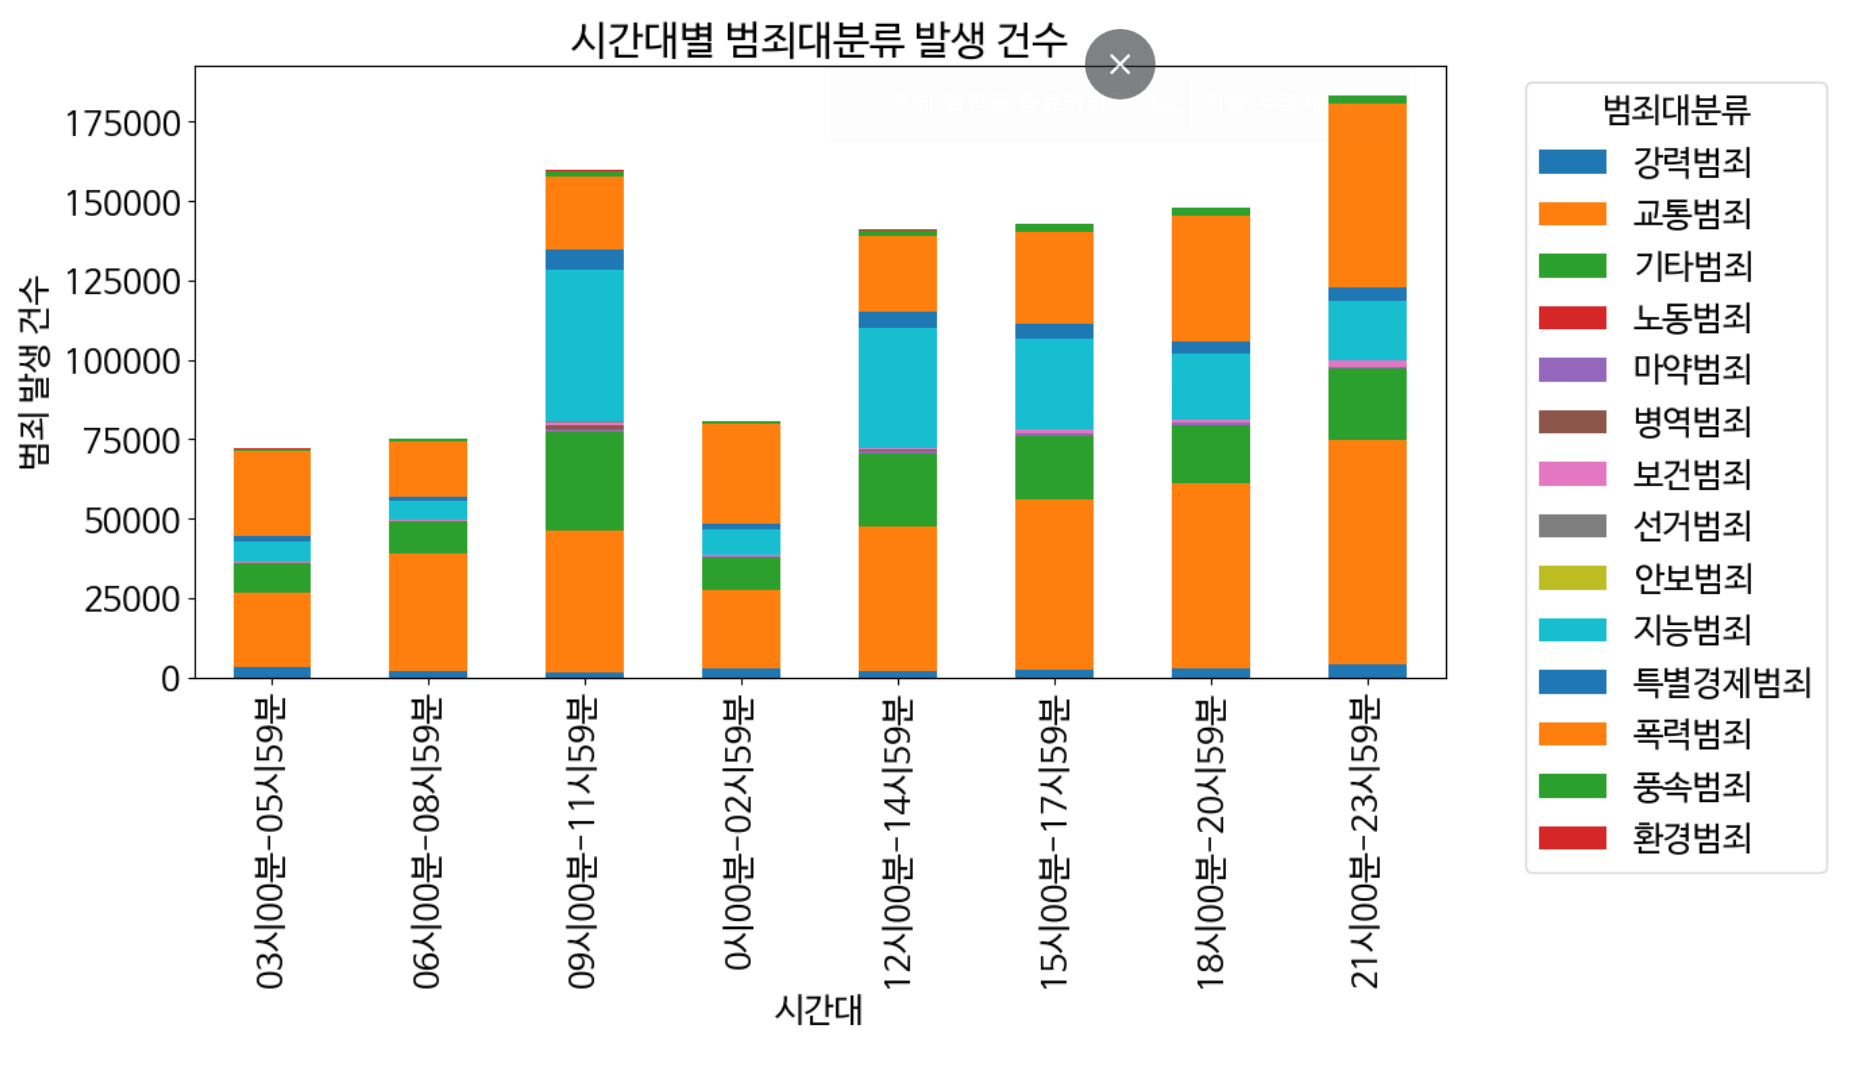 시간대별 범죄대분류 발생 건수
범죄 발생 건수
175000
150000
125000
100000
75000
50000
25000
0
03시00분-05시59분
06시00분-08시59분
09시00분-11시59분
0시00분-02시59분
12시00분-14시59분
15시00분-17시59분
18시00분-20시59분
21시00분-23시59분
시간대
범죄대분류
강력범죄
교통범죄
기타범죄
노동범죄
마약범죄
병역범죄
보건범죄
선거범죄
안보범죄
지능범죄
특별경제범죄
폭력범죄
풍속범죄
환경범죄